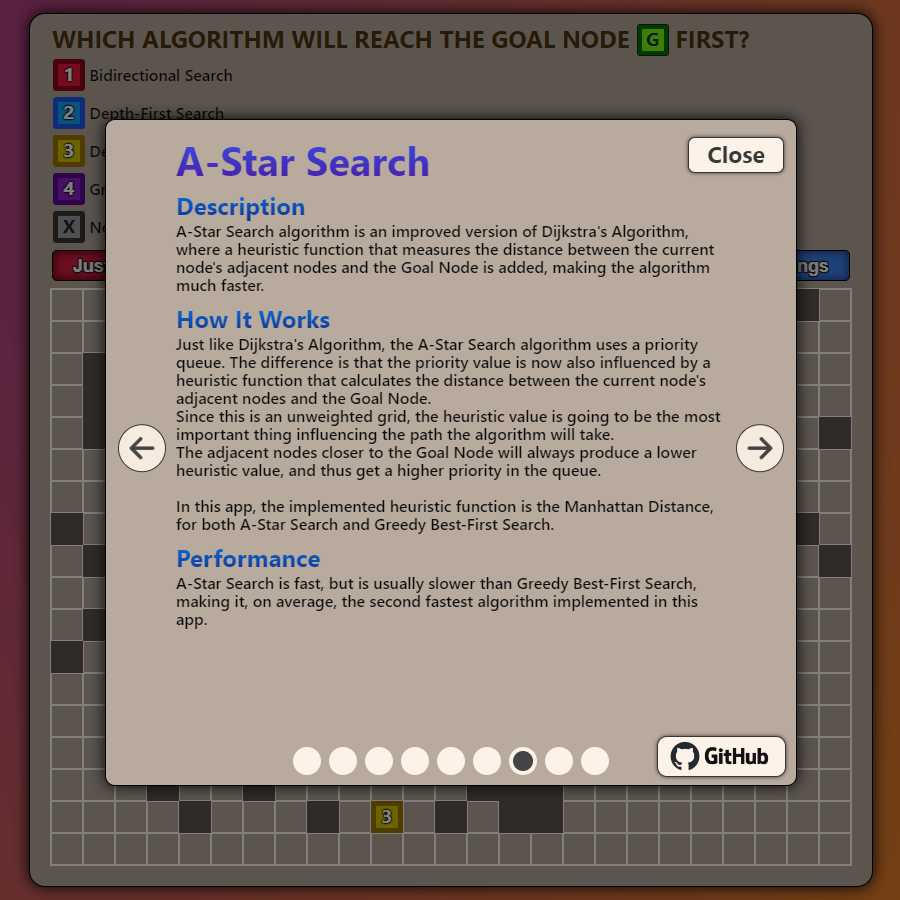 WHICH ALGORITHM WILL REACH THE GOAL NODE G FIRST?
1 Bidirectional Search
2 Depth-First Search
3 De
4 Gr
X
A-Star Search
Close
Description
A-Star Search algorithm is an improved version of Dijkstra's Algorithm,
where a heuristic function that measures the distance between the current
node's adjacent nodes and the Goal Node is added, making the algorithm
much faster.
How It Works
Just like Dijkstra's Algorithm, the A-Star Search algorithm uses a priority
queue. The difference is that the priority value is now also influenced by a
heuristic function that calculates the distance between the current node's
adjacent nodes and the Goal Node.
Since this is an unweighted grid, the heuristic value is going to be the most
important thing influencing the path the algorithm will take.
The adjacent nodes closer to the Goal Node will always produce a lower
heuristic value, and thus get a higher priority in the queue.
In this app, the implemented heuristic function is the Manhattan Distance,
for both A-Star Search and Greedy Best-First Search.
Performance
A-Star Search is fast, but is usually slower than Greedy Best-First Search,
making it, on average, the second fastest algorithm implemented in this
app.
GitHub
Jus
ngs
3